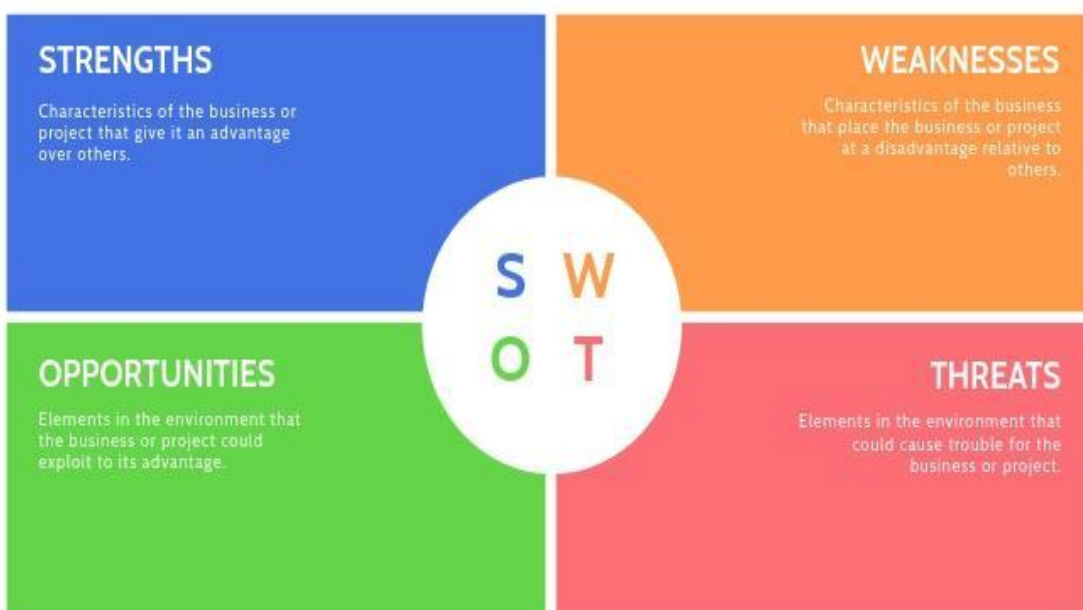 STRENGTHS
Characteristics of the business or
project that give it an advantage
over others.
WEAKNESSES
Characteristics of the business
that place the business or project
at a disadvantage relative to
others.
S W
O T
OPPORTUNITIES
Elements in the environment that
the business or project could
exploit to its advantage.
THREATS
Elements in the environment that
could cause trouble for the
business or project.